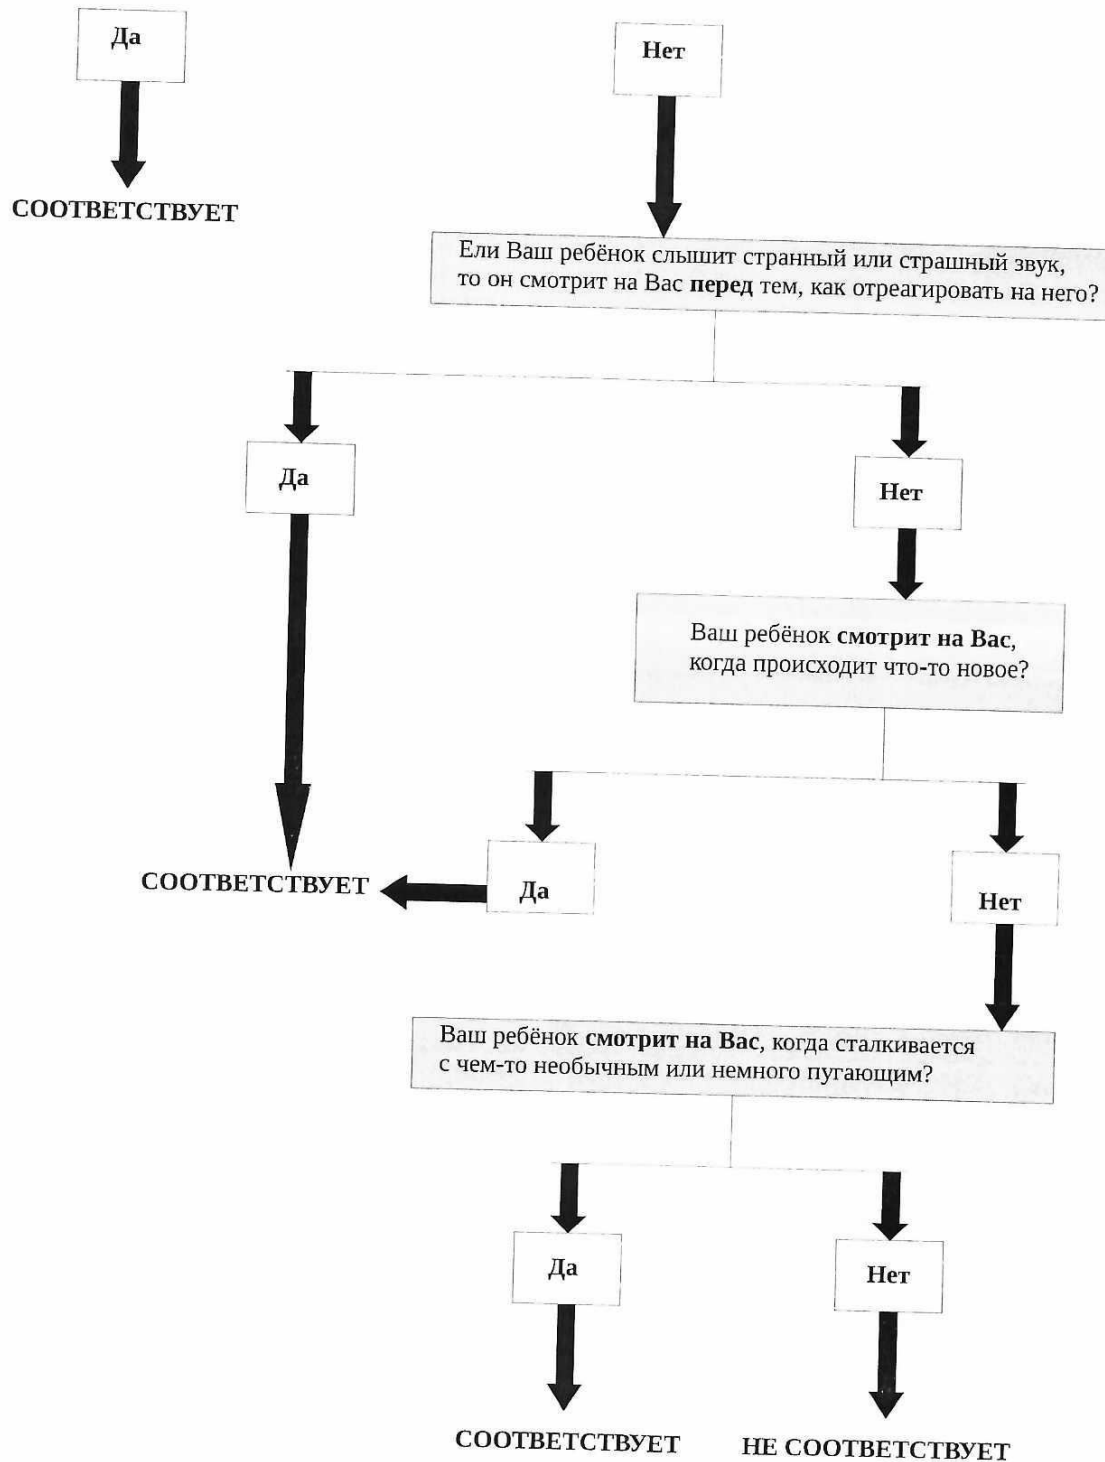 Да
Нет
СООТВЕТСТВУЕТ
Ели Ваш ребёнок слышит странный или страшный звук,
то он смотрит на Вас перед тем, как отреагировать на него?
Да
Нет
Ваш ребёнок смотрит на Вас,
когда происходит что-то новое?
СООТВЕТСТВУЕТ
Да
Нет
Ваш ребёнок смотрит на Вас, когда сталкивается
с чем-то необычным или немного пугающим?
Да
Нет
СООТВЕТСТВУЕТ
НЕ СООТВЕТСТВУЕТ